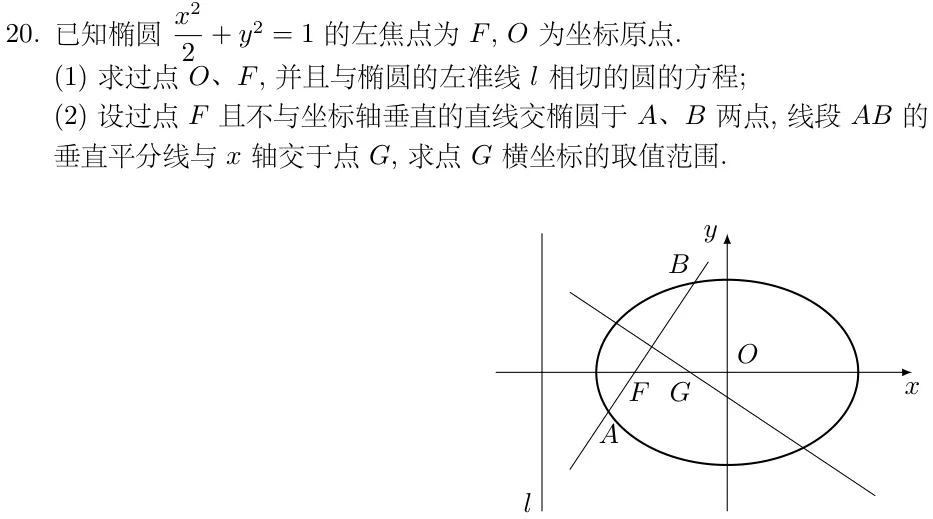 20. 已知椭圆 $\frac{x^2}{2} + y^2 = 1$ 的左焦点为 F, O 为坐标原点.
(1) 求过点 O、F, 并且与椭圆的左准线 l 相切的圆的方程;
(2) 设过点 F 且不与坐标轴垂直的直线交椭圆于 A、B 两点, 线段 AB 的
垂直平分线与 x 轴交于点 G, 求点 G 横坐标的取值范围.
y
B
O
F G
x
A
l